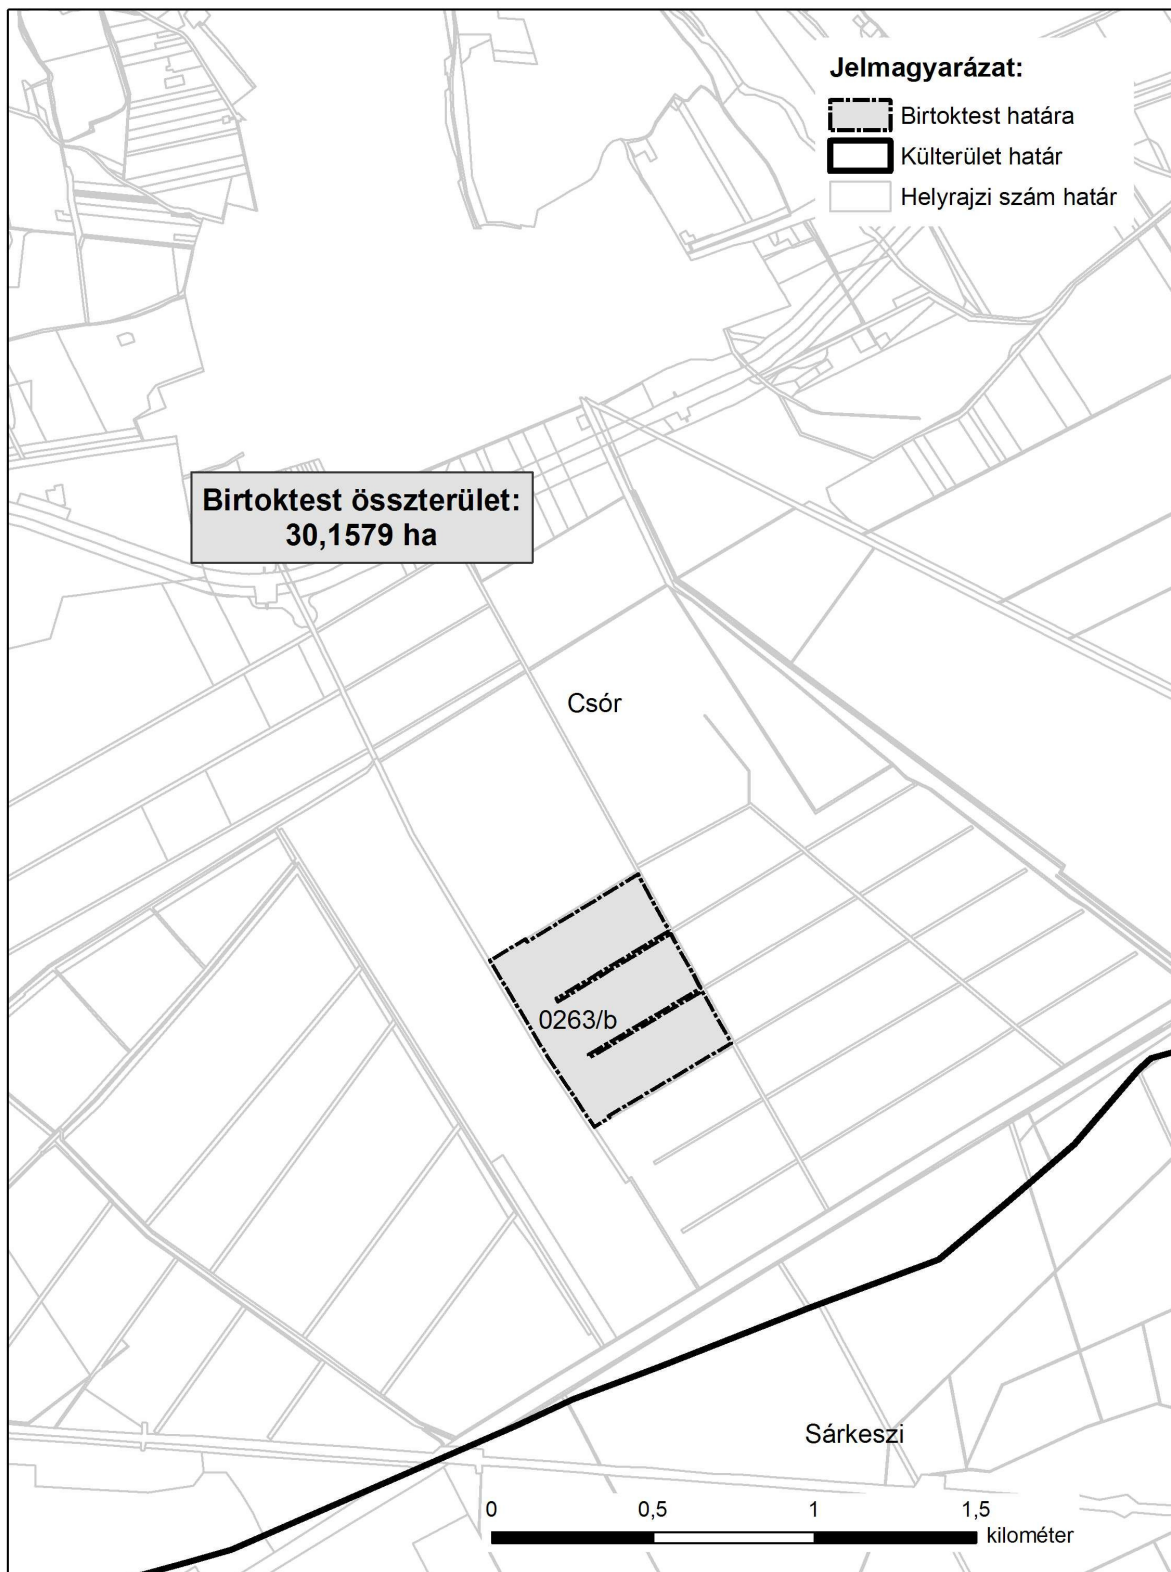 Jelmagyarázat:
Birtoktest határa
Külterület határ
Helyrajzi szám határ
Birtoktest összterület:
30,1579 ha
Csór
0263/b
Sárkeszi
0 0,5 1 1,5
kilométer